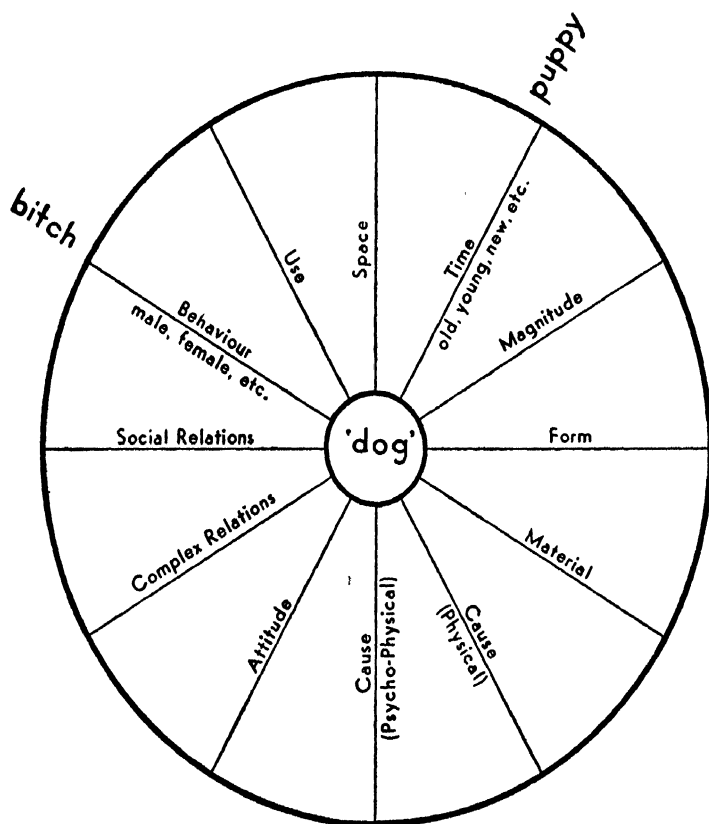 puppy
bitch
Space
Time
old, young, new, etc.
Use
Magnitude
Behaviour
male, female, etc.
Social Relations
'dog'
Form
Complex Relations
Material
Attitude
Cause
(Psycho-Physical)
Cause
(Physical)